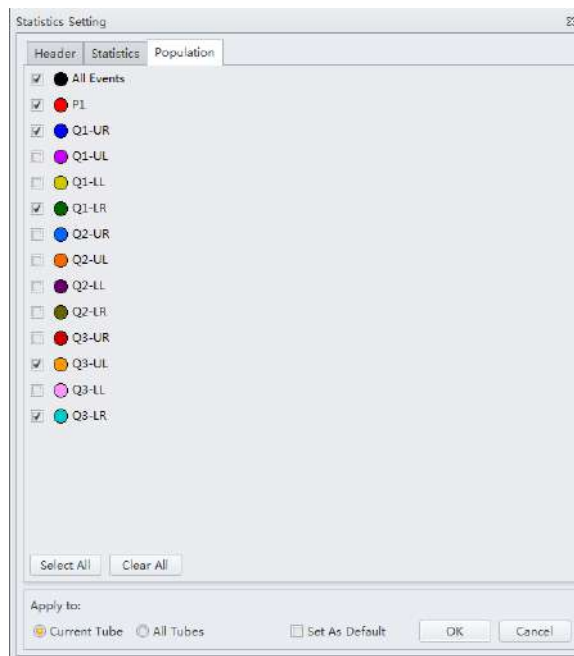 Statistics Setting
Header Statistics Population
All Events
P1
Q1-UR
Q1-UL
Q1-LL
Q1-LR
Q2-UR
Q2-UL
Q2-LL
Q2-LR
Q3-UR
Q3-UL
Q3-LL
Q3-LR
Select All Clear All
Apply to:
Current Tube All Tubes Set As Default OK Cancel